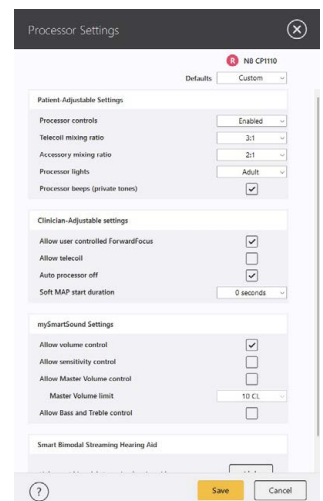 Processor Settings
R N8 CP1110
Defaults Custom
Patient-Adjustable Settings
Processor controls Enabled
Telecoil mixing ratio 3:1
Accessory mixing ratio 2:1
Processor lights Adult
Processor beeps (private tones)
Clinician-Adjustable settings
Allow user controlled ForwardFocus
Allow telecoil
Auto processor off
Soft MAP start duration 0 seconds
mySmartSound Settings
Allow volume control
Allow sensitivity control
Allow Master Volume control
Master Volume limit 10 CL
Allow Bass and Treble control
Smart Bimodal Streaming Hearing Aid
? Save Cancel